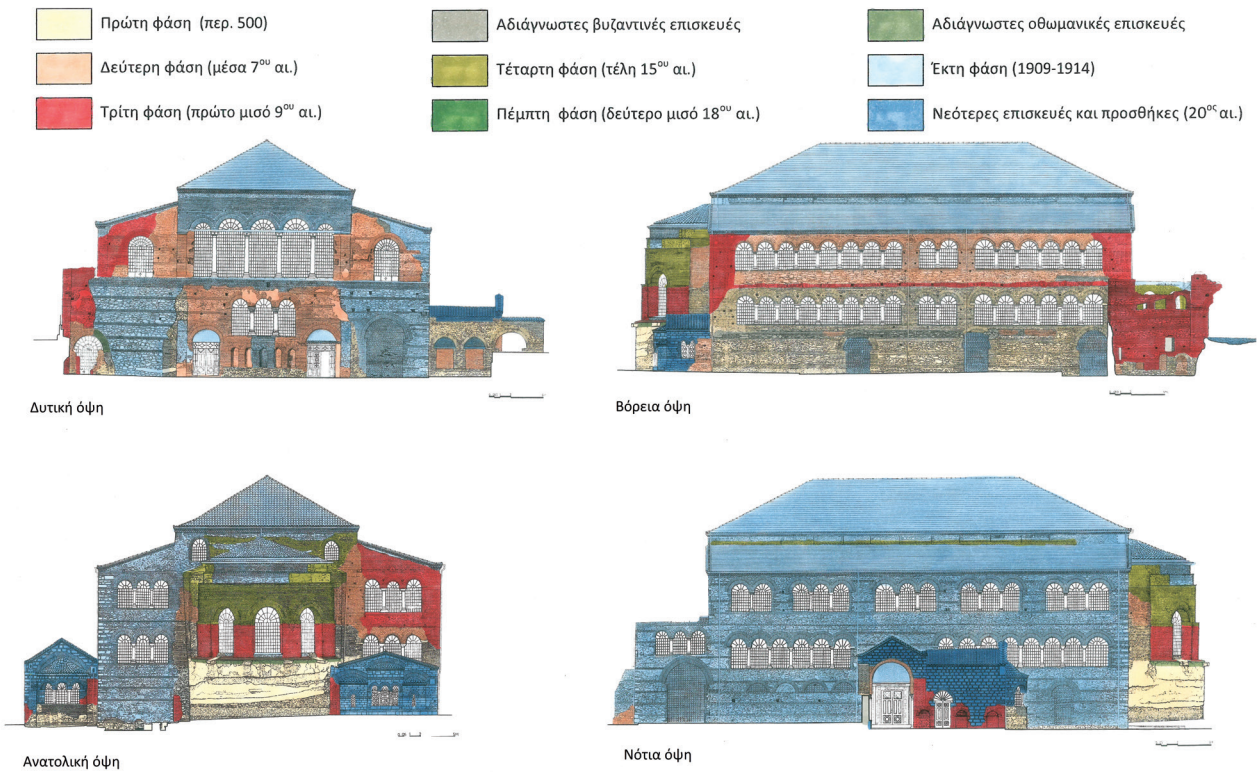 Πρώτη φάση (περ. 500)
Δεύτερη φάση (μέσα 7ου αι.)
Τρίτη φάση (πρώτο μισό 9ου αι.)
Αδιάγνωστες βυζαντινές επισκευές
Τέταρτη φάση (τέλη 15ου αι.)
Πέμπτη φάση (δεύτερο μισό 18ου αι.)
Αδιάγνωστες οθωμανικές επισκευές
Έκτη φάση (1909-1914)
Νεότερες επισκευές και προσθήκες (20ος αι.)
Δυτική όψη
Βόρεια όψη
Ανατολική όψη
Νότια όψη